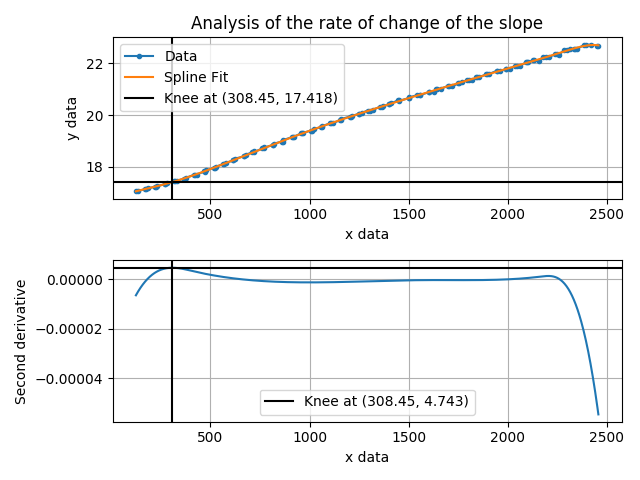 Analysis of the rate of change of the slope
Data
Spline Fit
Knee at (308.45, 17.418)
y data
22
20
18
500 1000 1500 2000 2500
x data
Second derivative
0.00000
−0.00002
−0.00004
Knee at (308.45, 4.743)
500 1000 1500 2000 2500
x data